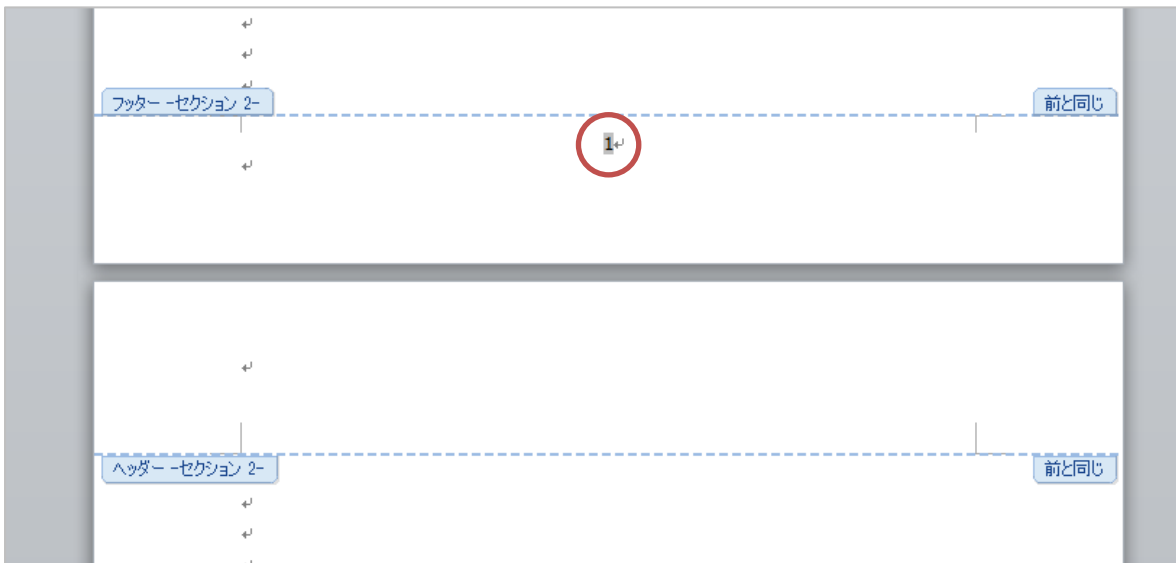 フッター -セクション 2-
前と同じ
1
ヘッダー -セクション 2-
前と同じ